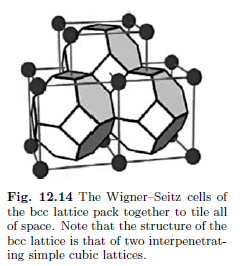 Fig. 12.14 The Wigner–Seitz cells of
the bcc lattice pack together to tile all
of space. Note that the structure of the
bcc lattice is that of two interpenetrat-
ing simple cubic lattices.